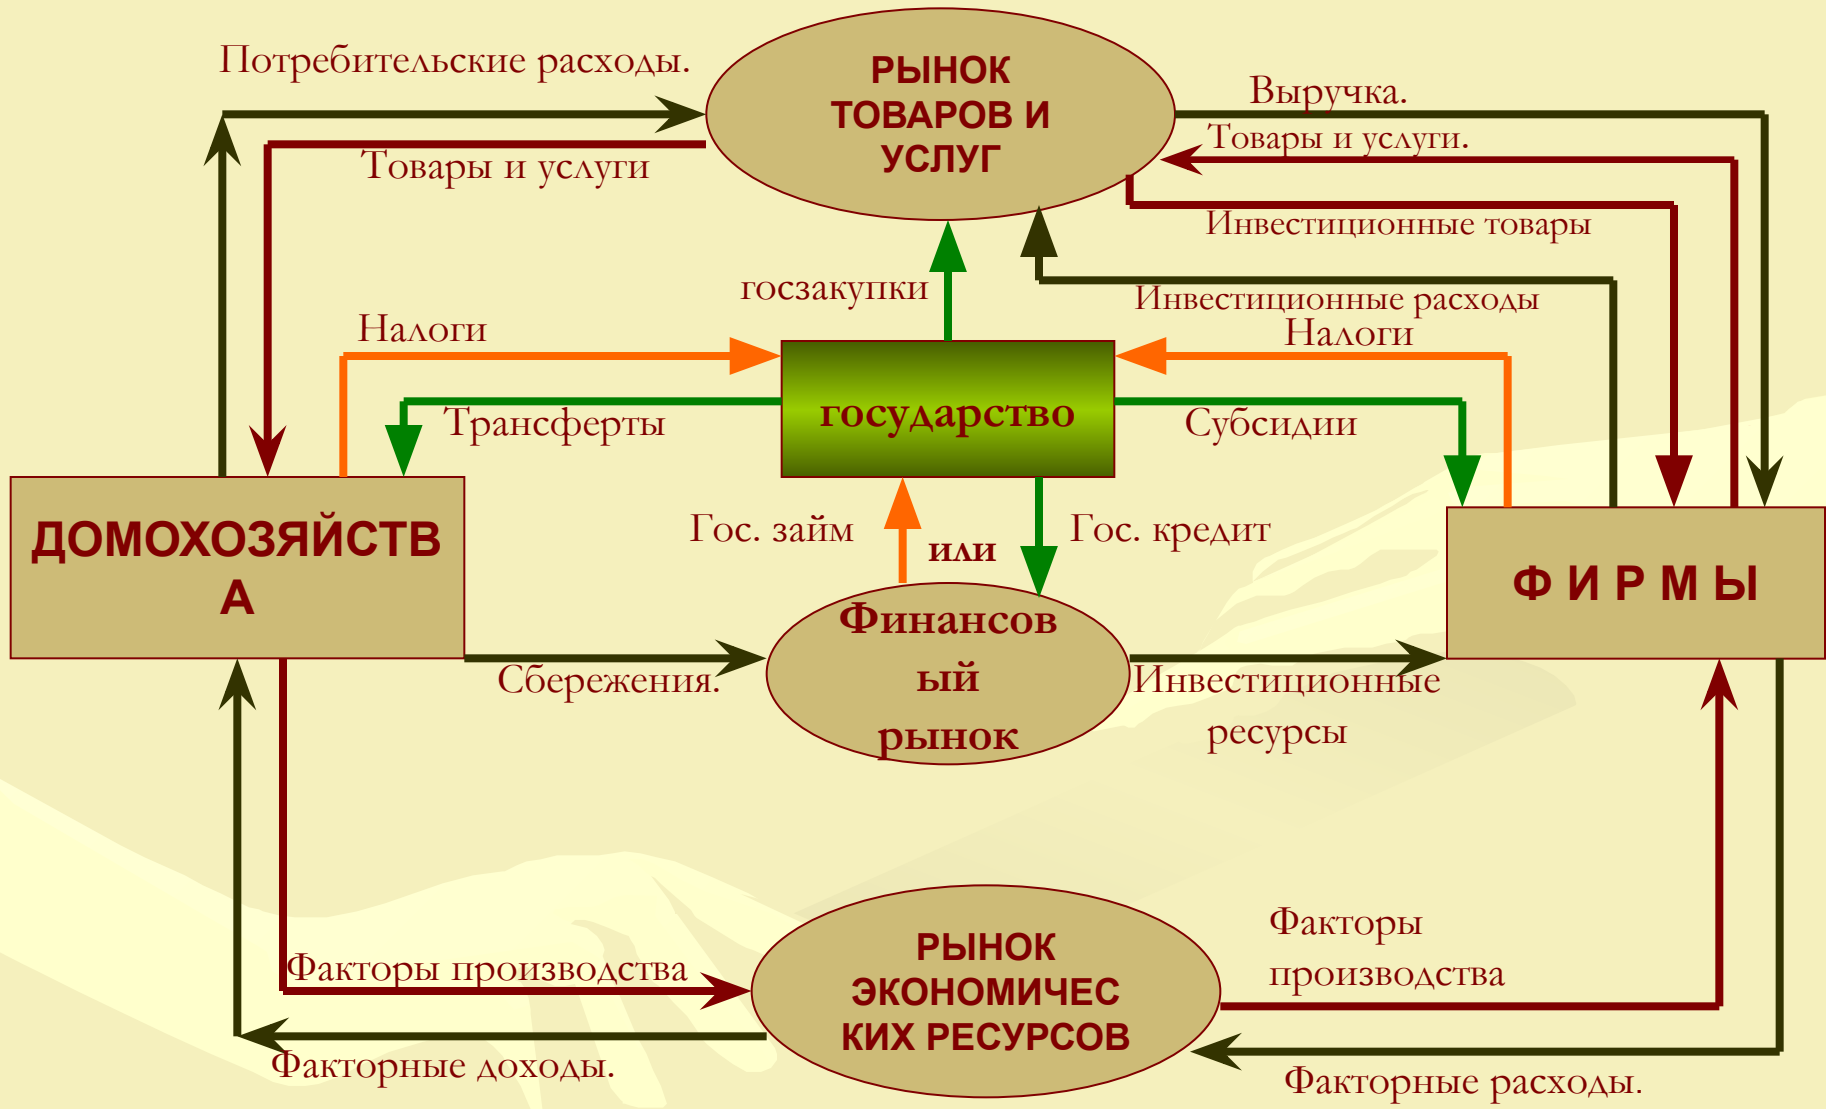 Потребительские расходы.
РЫНОК
ТОВАРОВ И
УСЛУГ
Выручка.
Товары и услуги.
Товары и услуги
Инвестиционные товары
госзакупки
Инвестиционные расходы
Налоги
Налоги
государство
Трансферты
Субсидии
ДОМОХОЗЯЙСТВ
А
Гос. займ
или
Гос. кредит
Ф И Р М Ы
Финансов
ый
рынок
Сбережения.
Инвестиционные
ресурсы
Факторы производства
РЫНОК
ЭКОНОМИЧЕС
КИХ РЕСУРСОВ
Факторы
производства
Факторные доходы.
Факторные расходы.